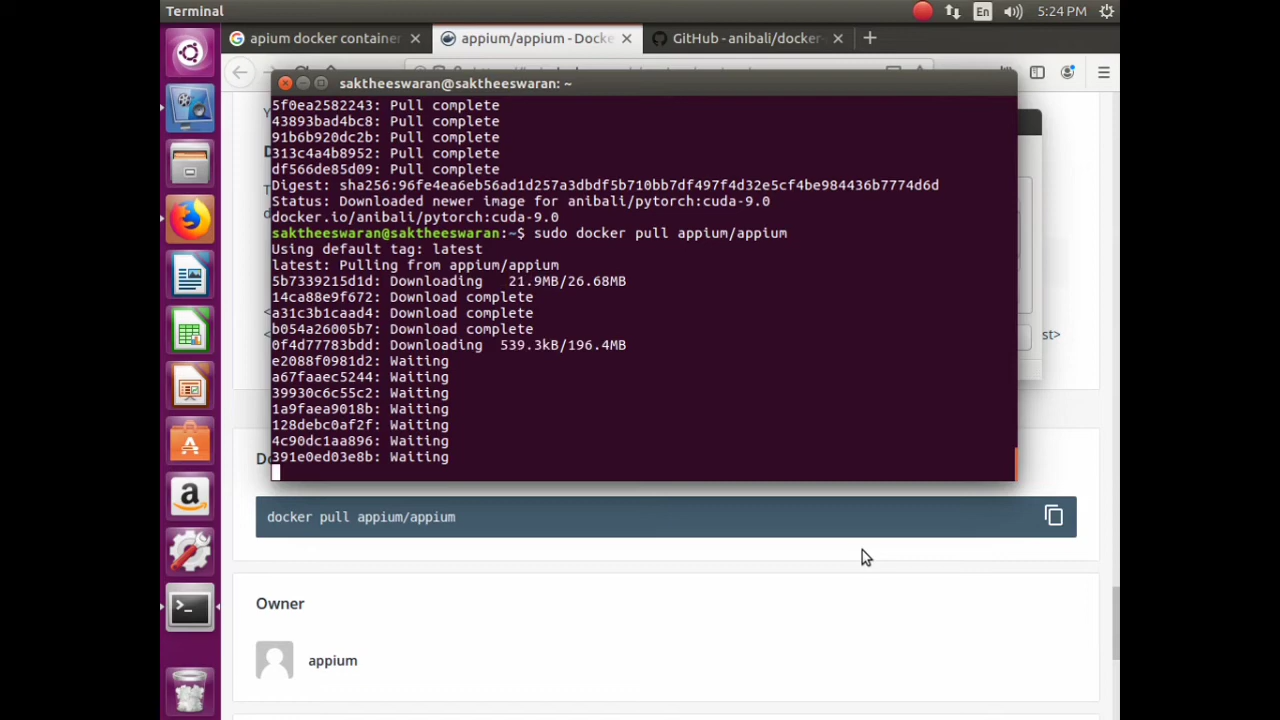 Terminal
En
5:24 PM
apium docker container
appium/appium - Docke
GitHub - anibali/docker-
saktheeswaran@saktheeswaran: ~
5f0ea2582243: Pull complete
43893bad4bc8: Pull complete
91b6b920dc2b: Pull complete
313c4a4b8952: Pull complete
df566de85d09: Pull complete
Digest: sha256:96fe4ea6eb56ad1d257a3dbdf5b710bb7df497f4d32e5cf4be984436b7774d6d
Status: Downloaded newer image for anibali/pytorch:cuda-9.0
docker.io/anibali/pytorch:cuda-9.0
saktheeswaran@saktheeswaran:~$ sudo docker pull appium/appium
Using default tag: latest
latest: Pulling from appium/appium
5b7339215d1d: Downloading   21.9MB/26.68MB
14ca88e9f672: Download complete
a31c3b1caad4: Download complete
b054a26005b7: Download complete
0f4d77783bdd: Downloading  539.3kB/196.4MB
e2088f0981d2: Waiting
a67faaec5244: Waiting
39930c6c55c2: Waiting
1a9faea9018b: Waiting
128debc0af2f: Waiting
4c90dc1aa896: Waiting
391e0ed03e8b: Waiting
st>
docker pull appium/appium
Owner
appium